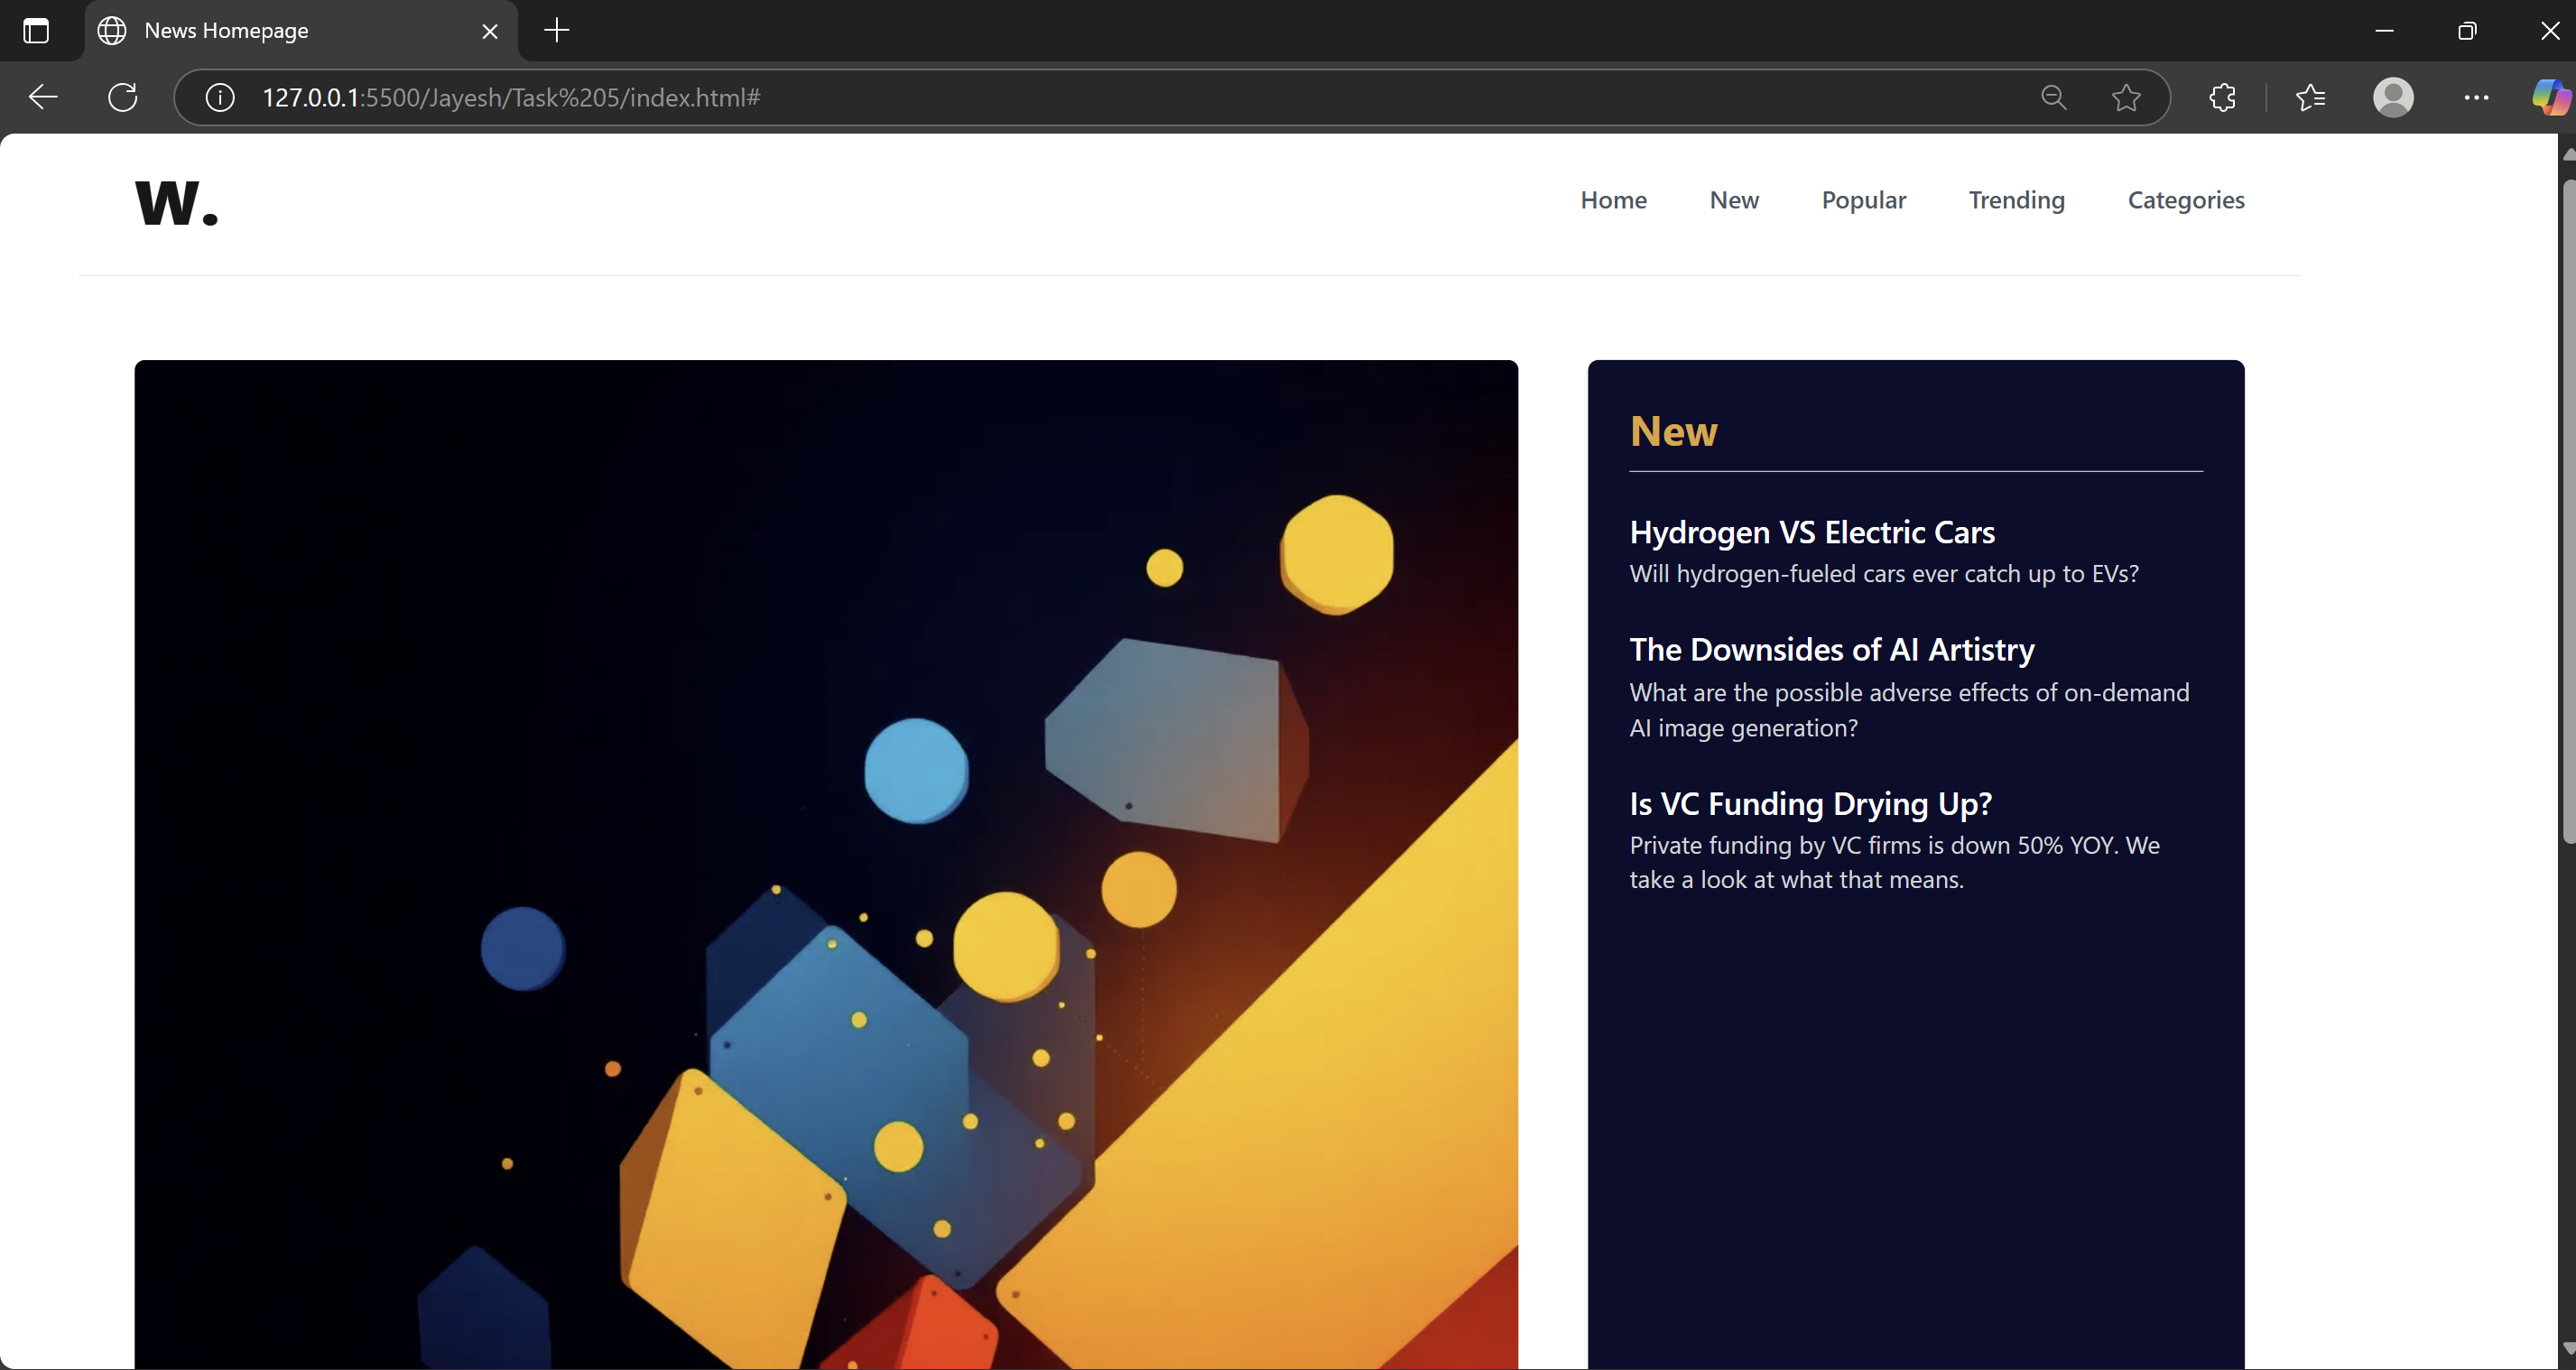 News Homepage
127.0.0.1:5500/Jayesh/Task%205/index.html#
W.
Home New Popular Trending Categories
New
Hydrogen VS Electric Cars
Will hydrogen-fueled cars ever catch up to EVs?
The Downsides of AI Artistry
What are the possible adverse effects of on-demand
AI image generation?
Is VC Funding Drying Up?
Private funding by VC firms is down 50% YOY. We
take a look at what that means.